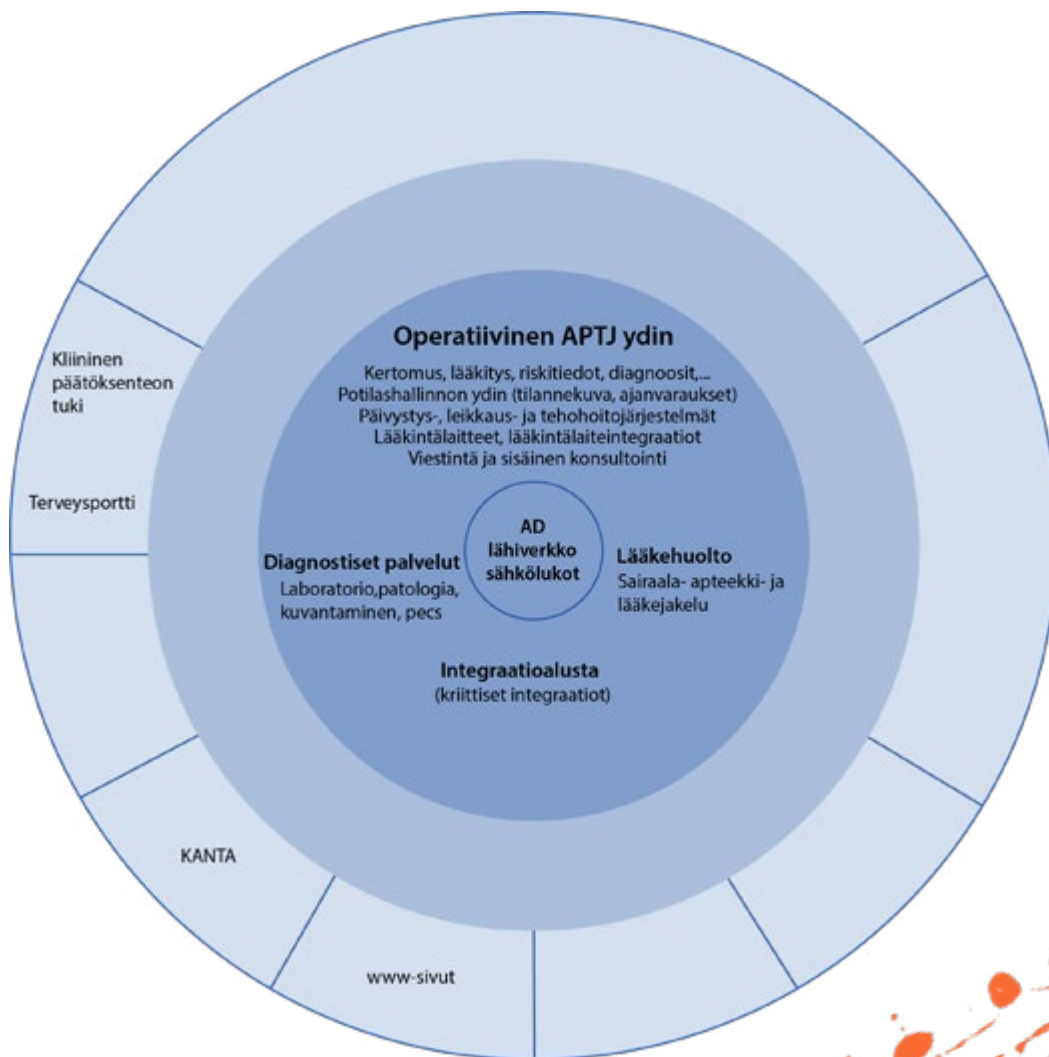 Operatiivinen APTJ ydin
Kertomus, lääkitys, riskitiedot, diagnoosit,...
Potilashallinnon ydin (tilannekuva, ajanvaraukset)
Päivystys-, leikkaus- ja tehohoitojärjestelmät
Lääkintälaitteet, lääkintälaiteintegraatiot
Viestintä ja sisäinen konsultointi
Kliininen
päätöksenteon
tuki
Terveysportti
AD
lähiverkko
sähkölukot
Diagnostiset palvelut
Laboratorio,patologia,
kuvantaminen, pecs
Lääkehuolto
Sairaala- apteekki- ja
lääkejakelu
Integraatioalusta
(kriittiset integraatiot)
KANTA
www-sivut